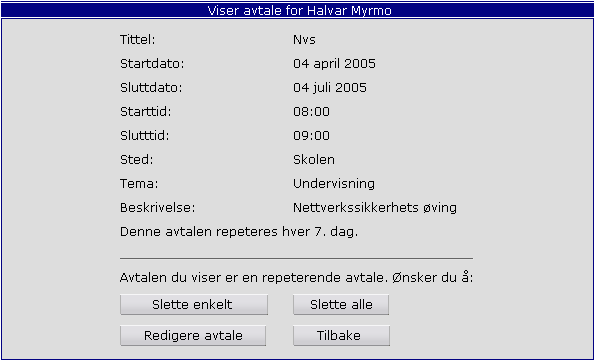 Viser avtale for Halvar Myrmo
Tittel: Nvs
Startdato: 04 april 2005
Sluttdato: 04 juli 2005
Starttid: 08:00
Slutttid: 09:00
Sted: Skolen
Tema: Undervisning
Beskrivelse: Nettverkssikkerhets øving
Denne avtalen repeteres hver 7. dag.
Avtalen du viser er en repeterende avtale. Ønsker du å:
Slette enkelt Slette alle
Redigere avtale Tilbake